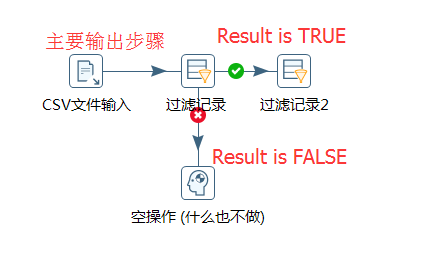 主要输出步骤
Result is TRUE
CSV文件输入
过滤记录
过滤记录2
Result is FALSE
空操作 (什么也不做)